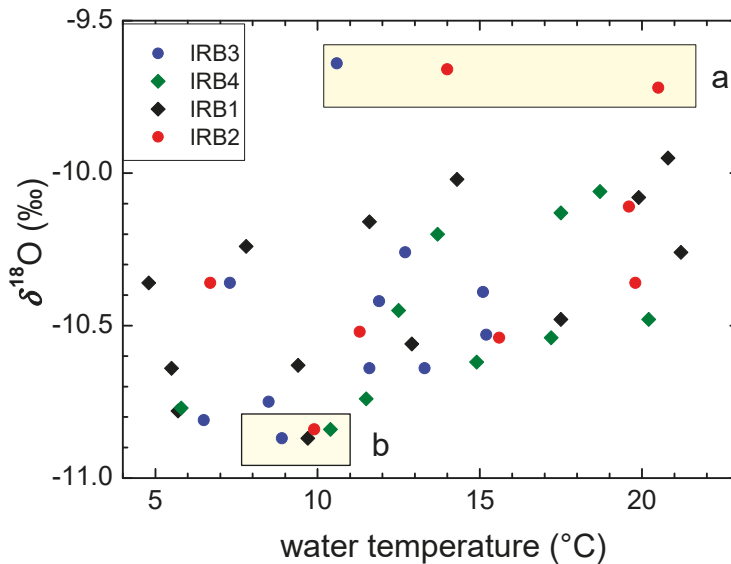 -9.5
IRB3
IRB4
IRB1
IRB2
a
-10.0
δ¹⁸O (‰)
-10.5
b
-11.0
5 10 15 20
water temperature (°C)